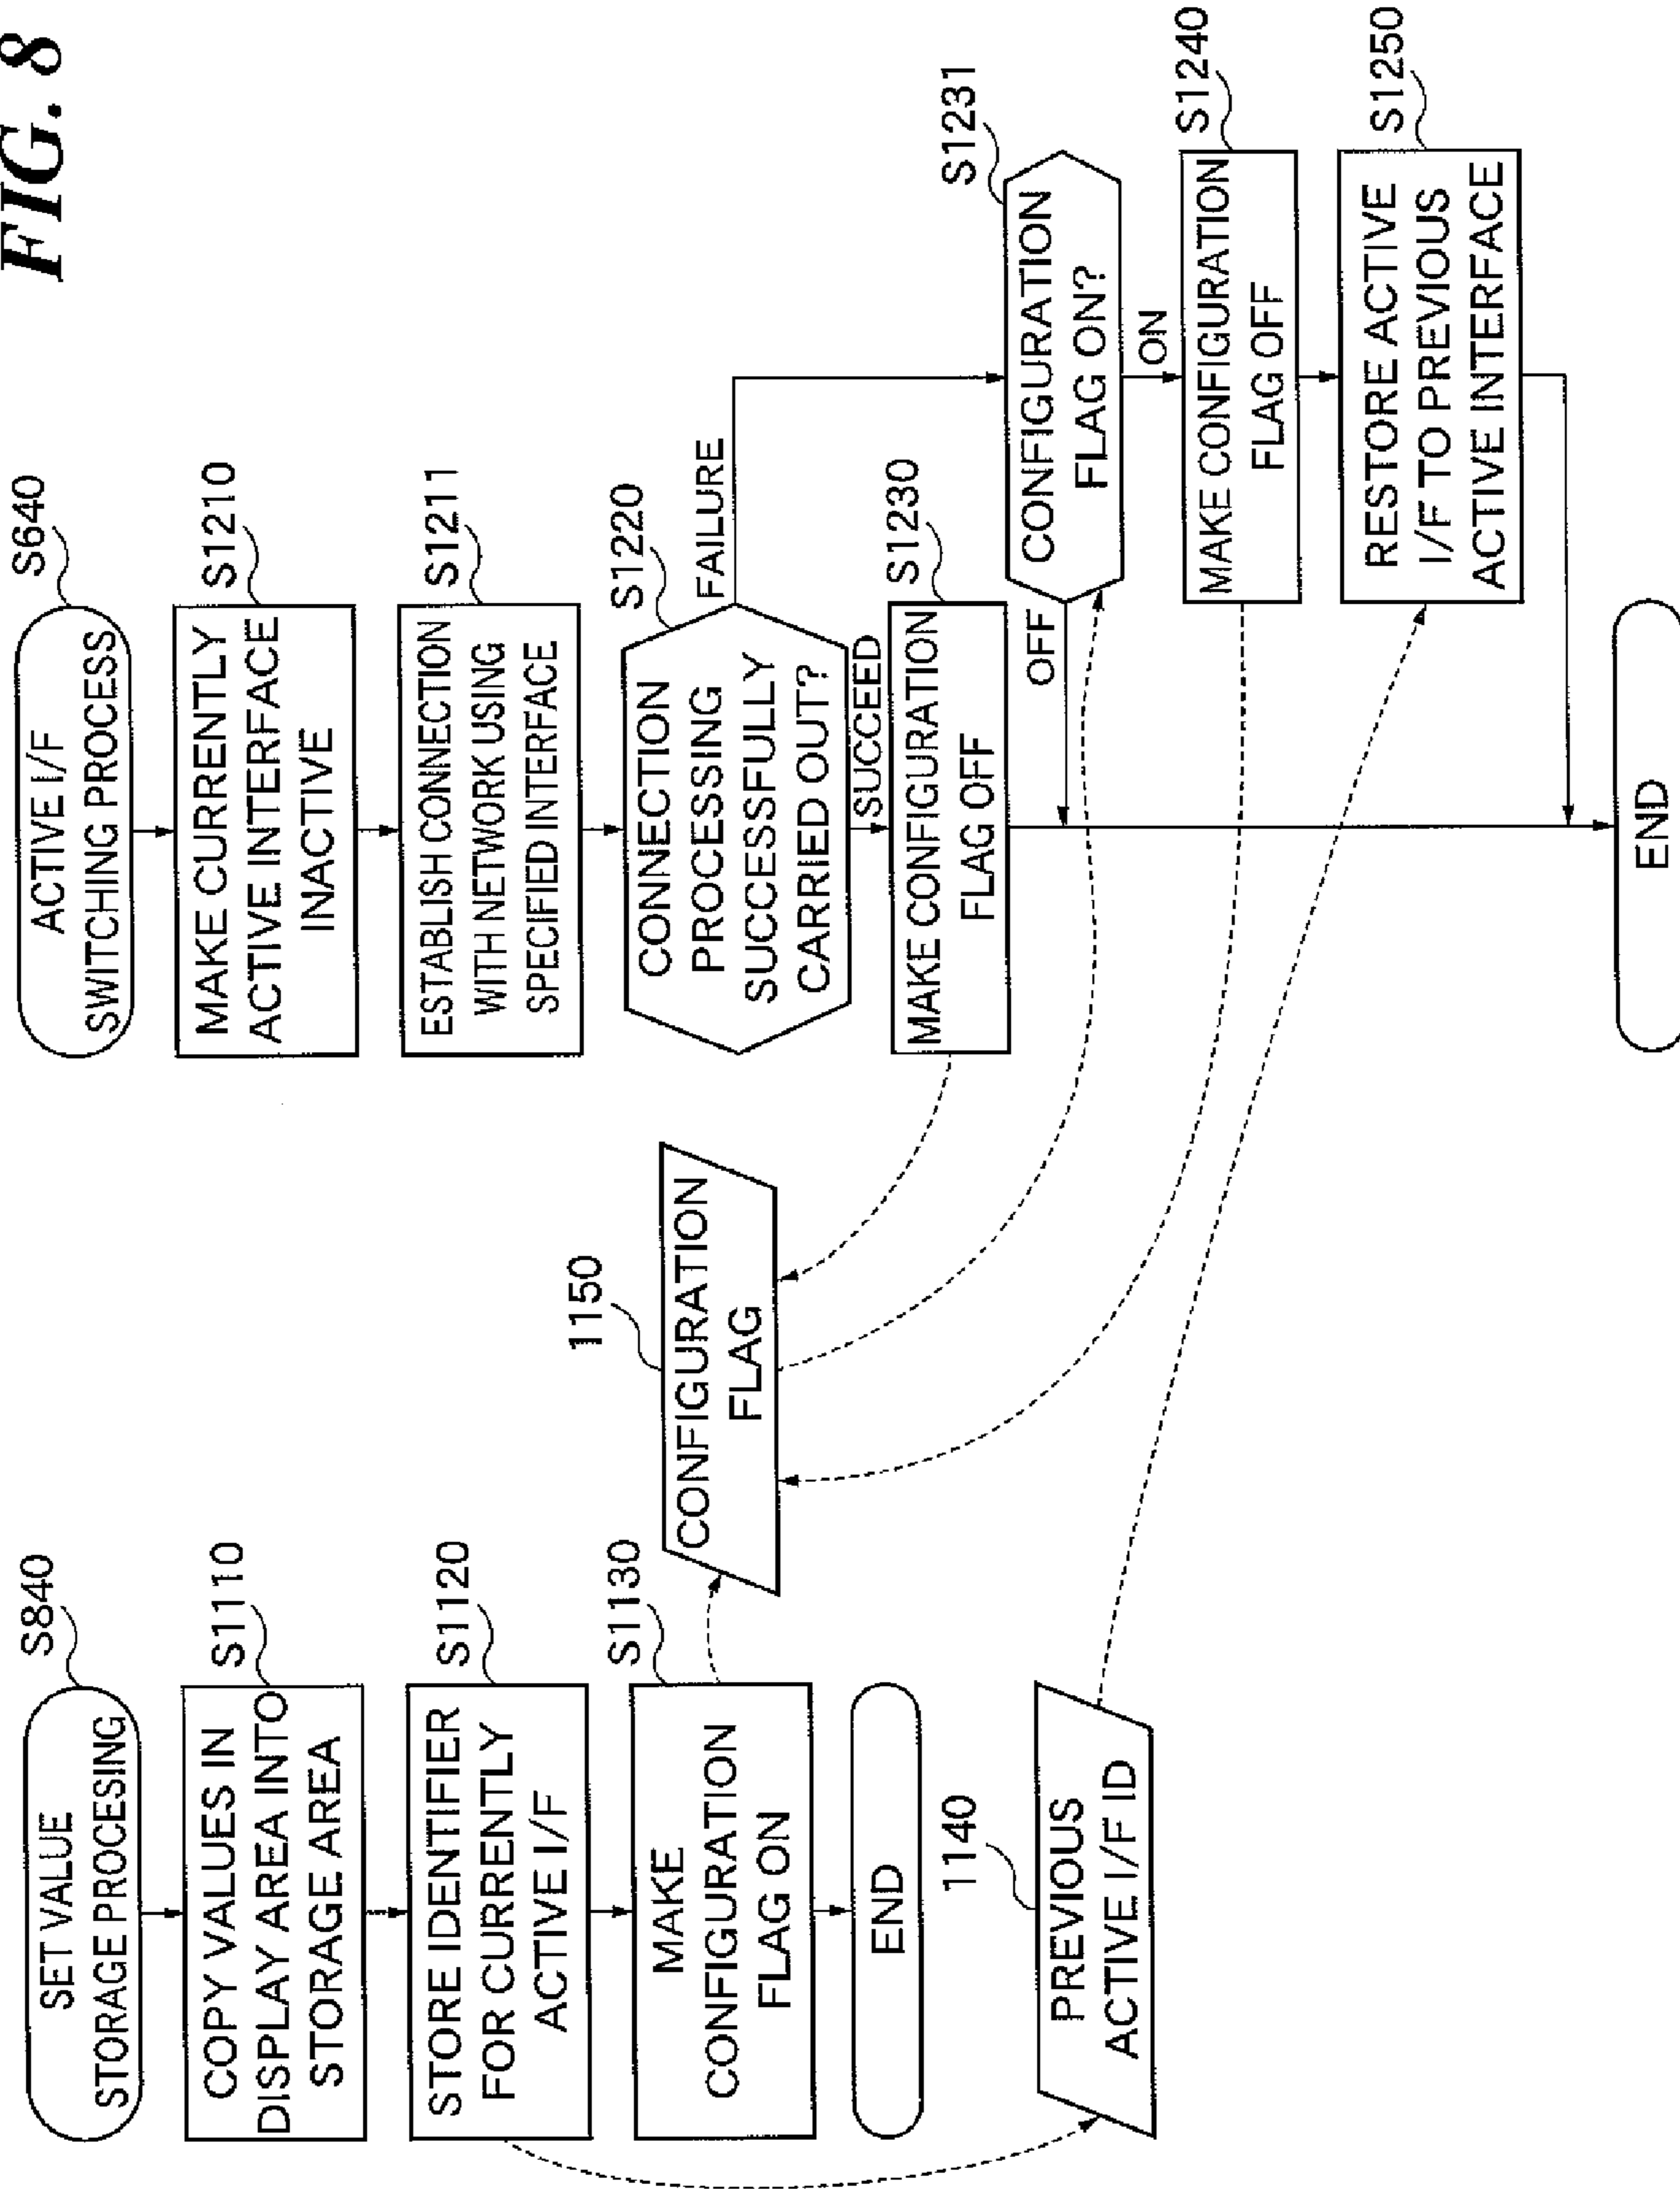 FIG. 8
S840
SET VALUE
STORAGE PROCESING
S1110
COPY VALUES IN
DISPLAY AREA INTO
STORAGE AREA
S1120
STORE IDENTIFIER
FOR CURRENTLY
ACTIVE I/F
S1130
MAKE
CONFIGURATION
FLAG ON
END
1140
PREVIOUS
ACTIVE I/F ID
1150
CONFIGURATION
FLAG
S640
ACTIVE I/F
SWITCHING PROCESS
S1210
MAKE CURRENTLY
ACTIVE INTERFACE
INACTIVE
S1211
ESTABLISH CONNECTION
WITH NETWORK USING
SPECIFIED INTERFACE
S1220
CONNECTION
PROCESSING
SUCCESSFULLY
CARRIED OUT?
FAILURE
SUCCEED
S1230
MAKE CONFIGURATION
FLAG OFF
S1231
CONFIGURATION
FLAG ON?
OFF
ON
S1240
MAKE CONFIGURATION
FLAG OFF
S1250
RESTORE ACTIVE
I/F TO PREVIOUS
ACTIVE INTERFACE
END